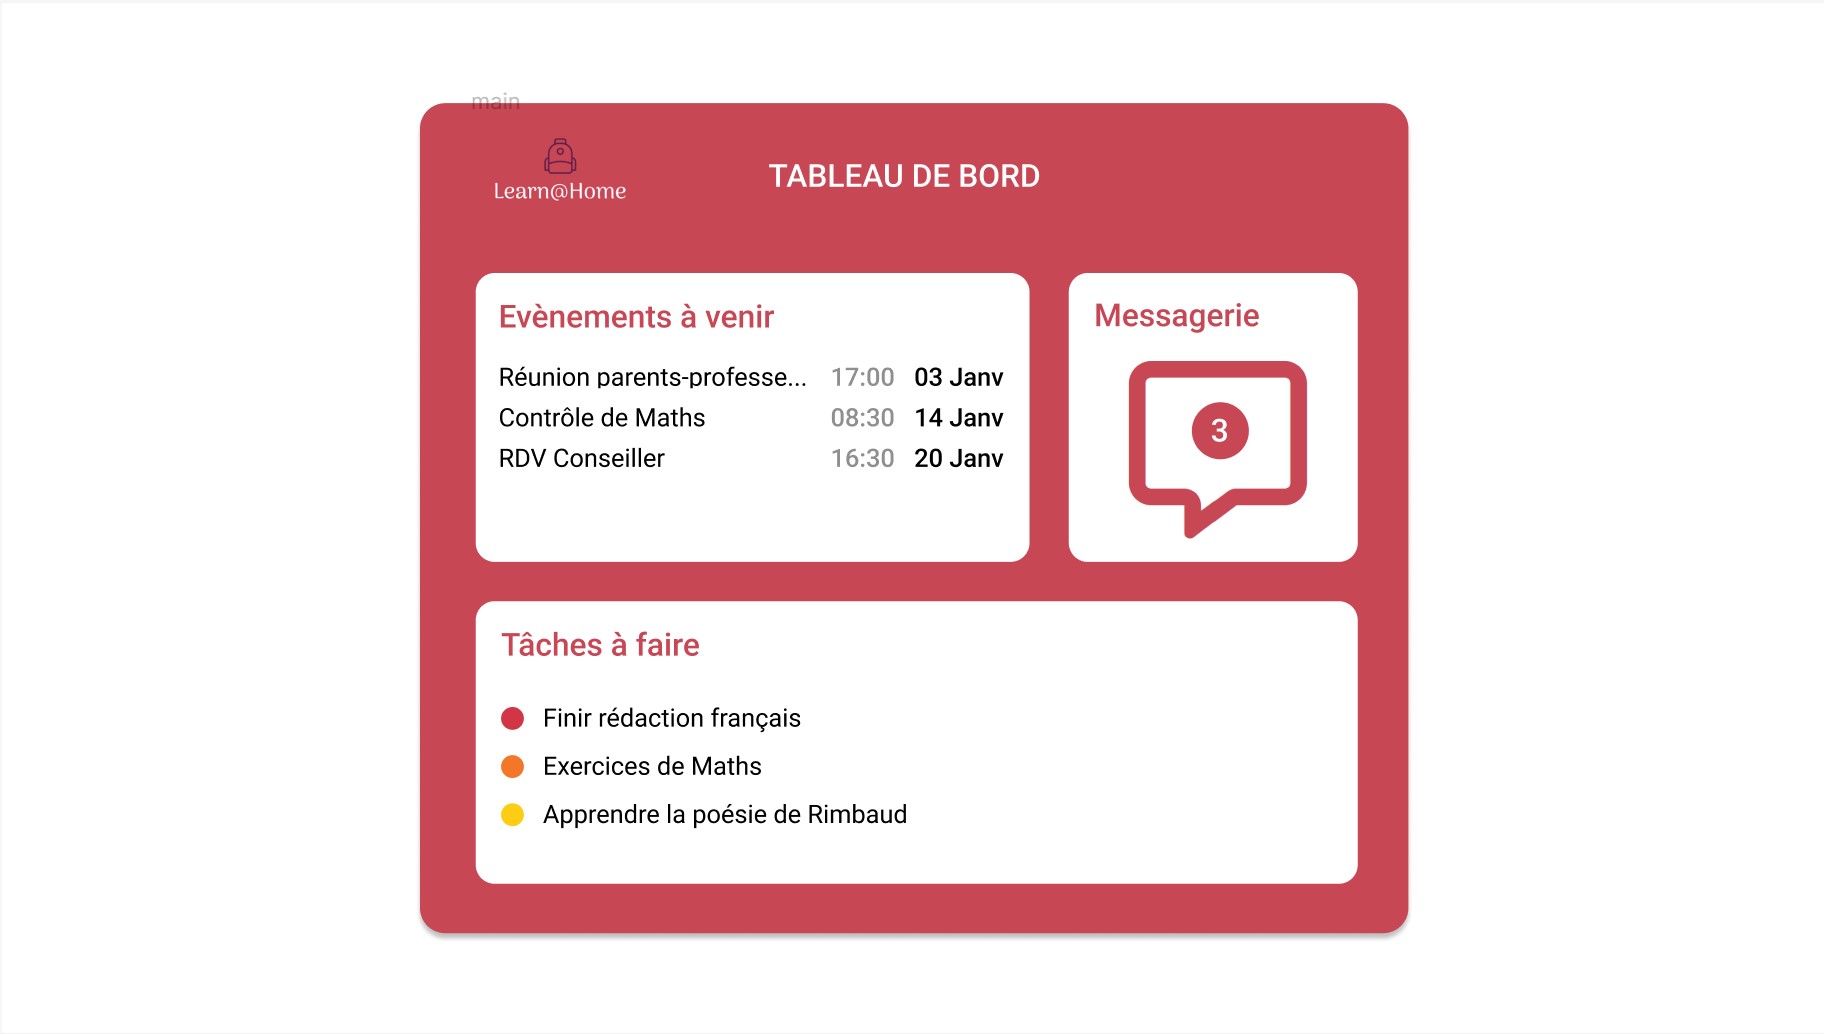 main
Learn@Home
TABLEAU DE BORD
Evènements à venir
Réunion parents-professe... 17:00 03 Janv
Contrôle de Maths 08:30 14 Janv
RDV Conseiller 16:30 20 Janv
Messagerie
3
Tâches à faire
Finir rédaction français
Exercices de Maths
Apprendre la poésie de Rimbaud